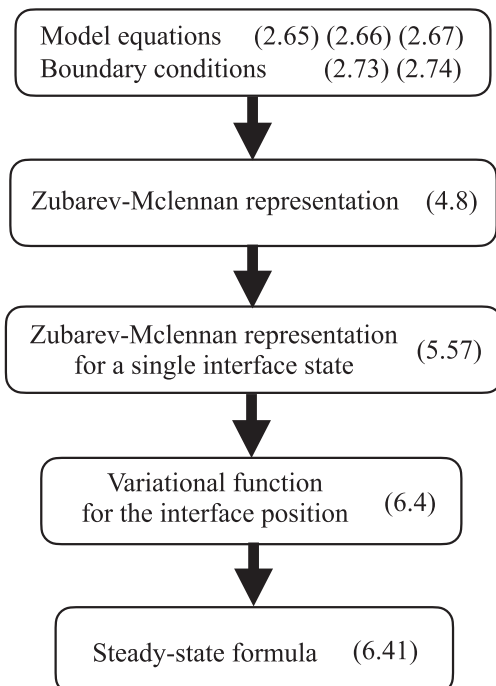 Model equations (2.65) (2.66) (2.67)
Boundary conditions (2.73) (2.74)
Zubarev-Mclennan representation (4.8)
Zubarev-Mclennan representation
for a single interface state (5.57)
Variational function
for the interface position (6.4)
Steady-state formula (6.41)